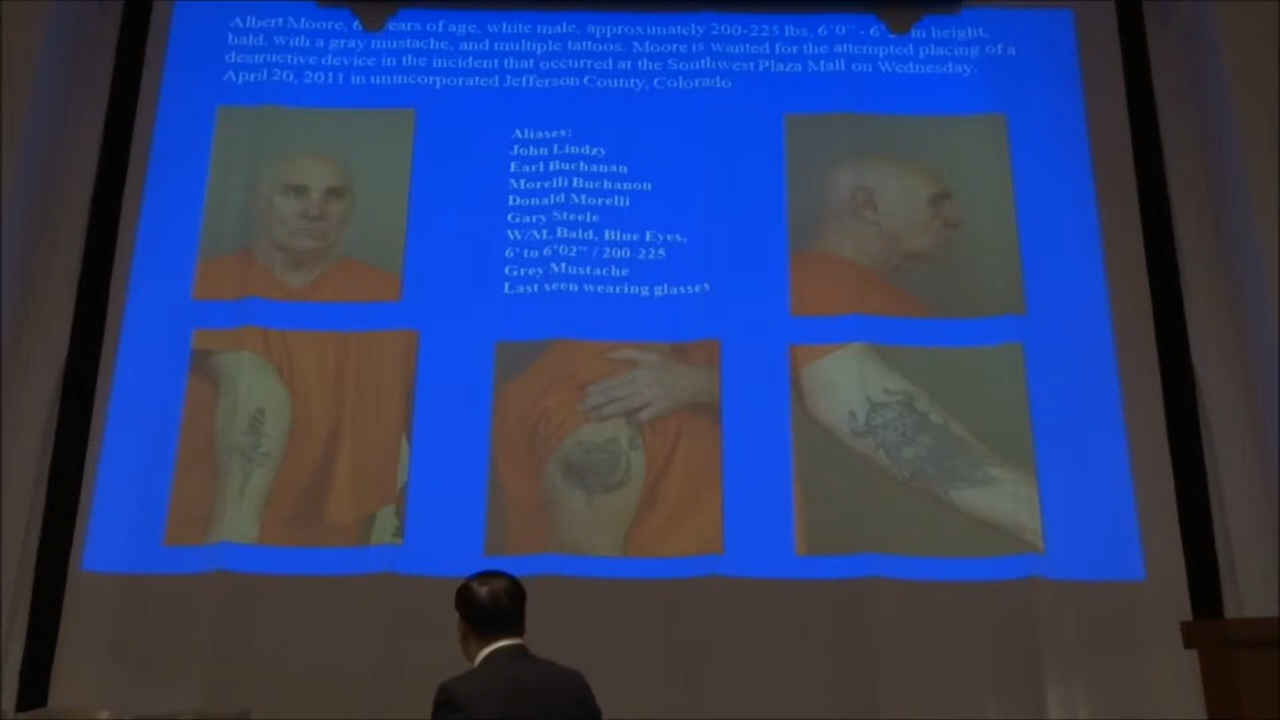 Albert Moore, 6 years of age, white male, approximately 200-225 lbs, 6'0" - 6' in height,
bald, with a gray mustache, and multiple tattoos. Moore is wanted for the attempted placing of a
destructive device in the incident that occurred at the Southwest Plaza Mall on Wednesday,
April 20, 2011 in unincorporated Jefferson County, Colorado
Aliases:
John Lindzy
Earl Buchanan
Morelli Buchanon
Donald Morelli
Gary Steele
W/M, Bald, Blue Eyes,
6' to 6'02" / 200-225
Grey Mustache
Last seen wearing glasses